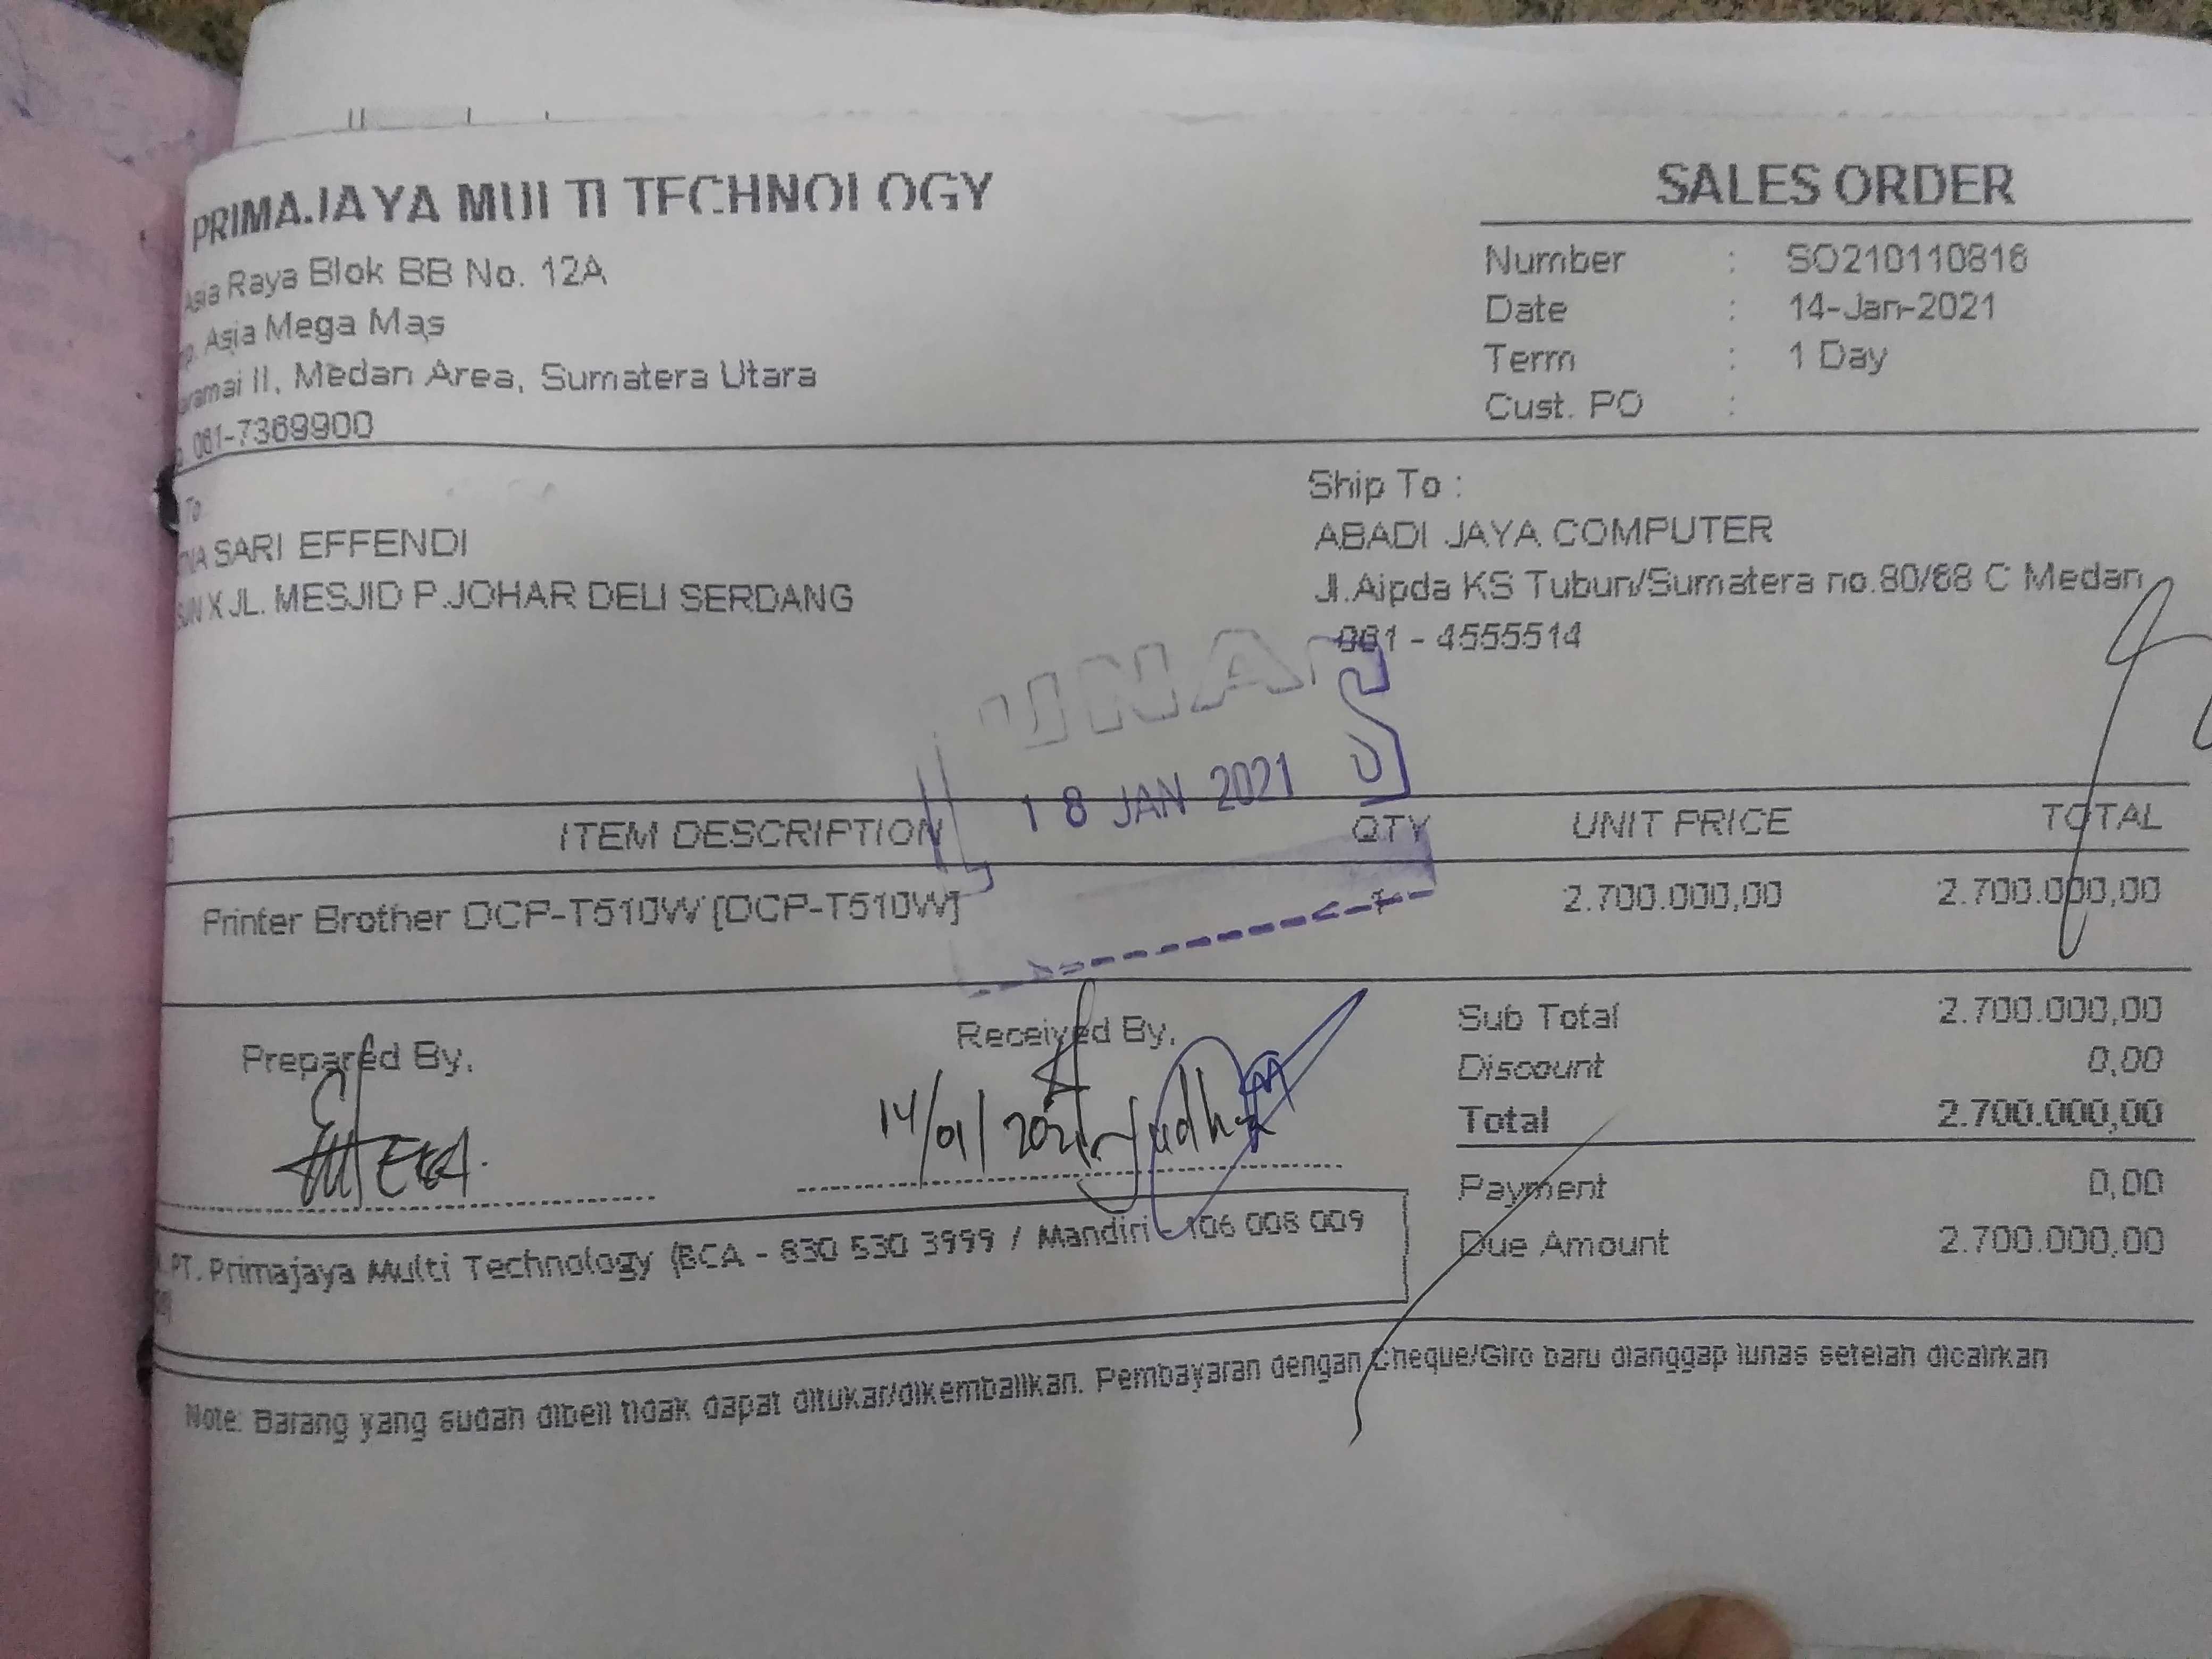 PRIMAJAYA MULTI TECHNOLOGY
Asia Raya Blok BB No. 12A
Asia Mega Mas
II, Medan Area, Sumatera Utara
061-7369900
SALES ORDER
Number : SO210110816
Date : 14-Jan-2021
Term : 1 Day
Cust. PO :
To
SARI EFFENDI
X JL. MESJID P.JOHAR DELI SERDANG
Ship To :
ABADI JAYA COMPUTER
Jl.Aipda KS Tubun/Sumatera no.80/68 C Medan
061 - 4555514
LUNAS
18 JAN 2021
ITEM DESCRIPTION QTY UNIT PRICE TOTAL
Printer Brother DCP-T510W [DCP-T510W] 1 2.700.000,00 2.700.000,00
Prepared By,
Received By,
14/01/2021
Sub Total 2.700.000,00
Discount 0,00
Total 2.700.000,00
Payment 0,00
Due Amount 2.700.000,00
PT. Primajaya Multi Technology (BCA - 830 530 3999 / Mandiri - 106 008 009
Note: Barang yang sudah dibeli tidak dapat ditukar/dikembalikan. Pembayaran dengan Cheque/Giro baru dianggap lunas setelah dicairkan